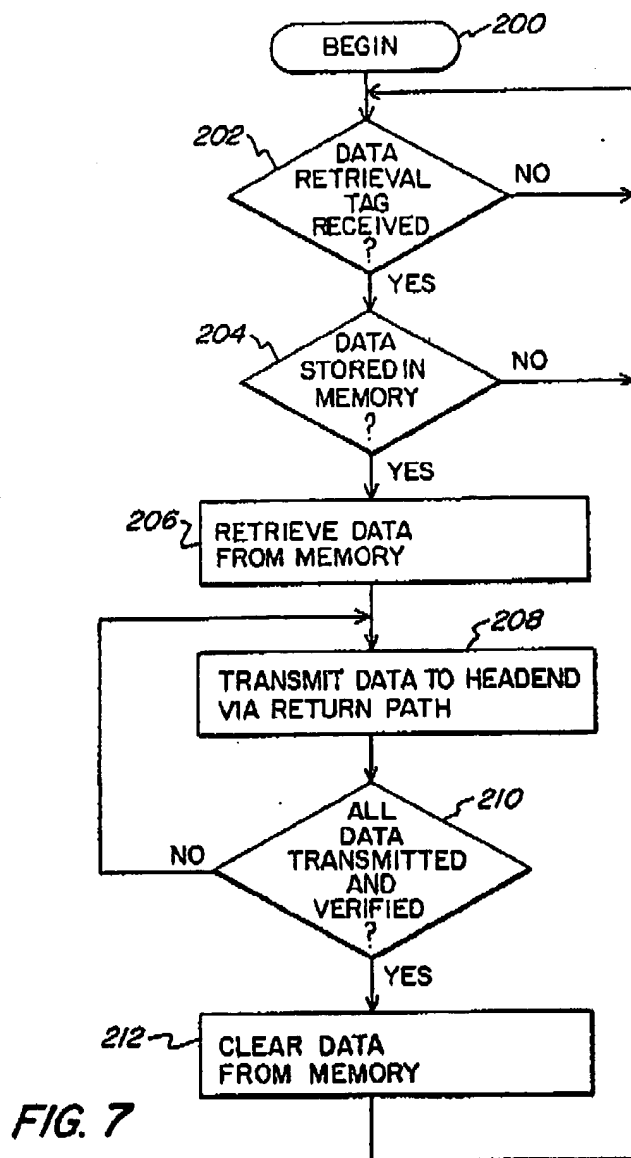 200
BEGIN
202
DATA
RETRIEVAL
TAG
RECEIVED
?
NO
YES
204
DATA
STORED IN
MEMORY
?
NO
YES
206
RETRIEVE DATA
FROM MEMORY
208
TRANSMIT DATA TO HEADEND
VIA RETURN PATH
210
ALL
DATA
TRANSMITTED
AND
VERIFIED
?
NO
YES
212
CLEAR DATA
FROM MEMORY
FIG. 7